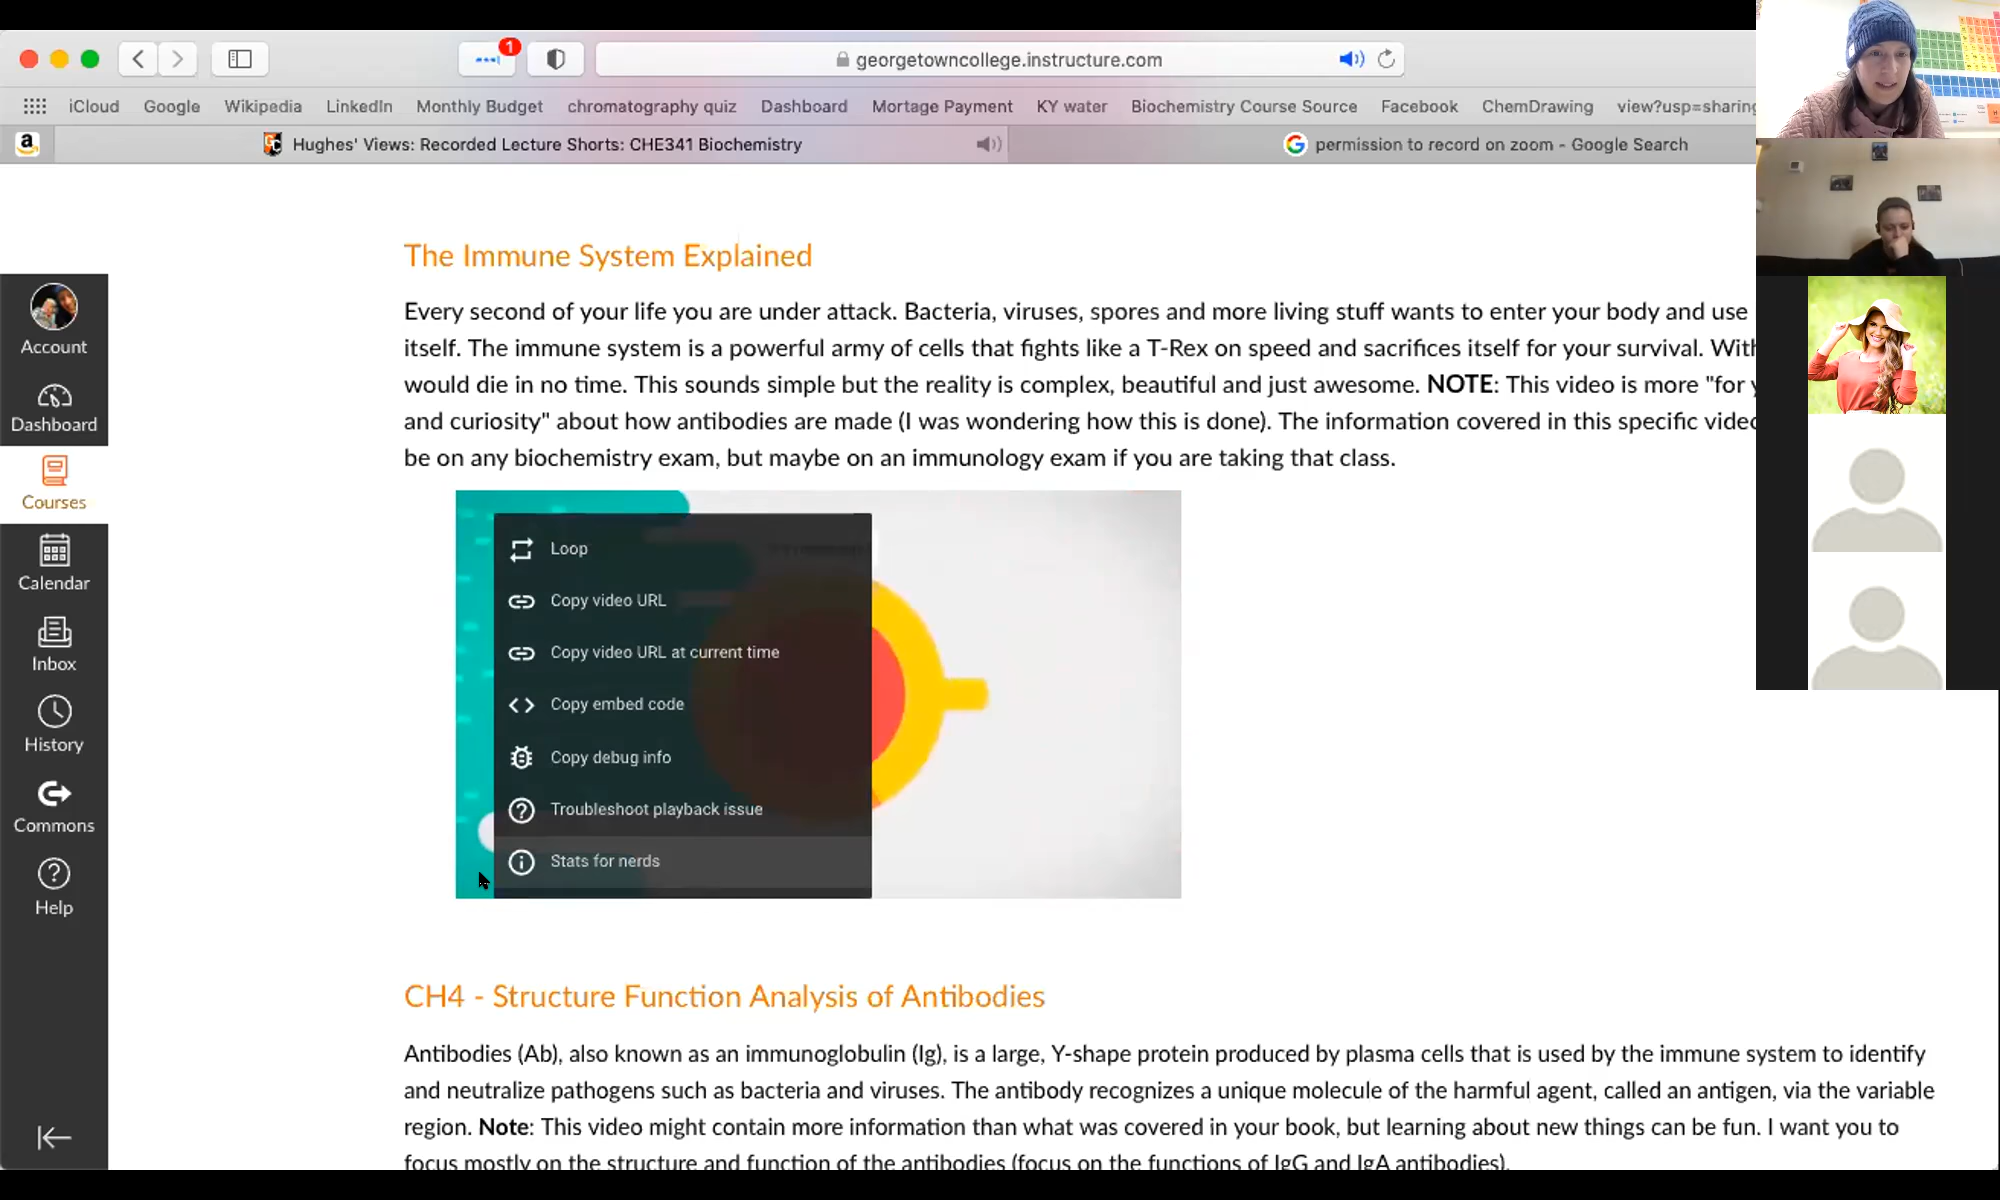 1
georgetowncollege.instructure.com
iCloud Google Wikipedia LinkedIn Monthly Budget chromatography quiz Dashboard Mortage Payment KY water Biochemistry Course Source Facebook ChemDrawing view?usp=sharing
a
Hughes' Views: Recorded Lecture Shorts: CHE341 Biochemistry
permission to record on zoom - Google Search
The Immune System Explained
Every second of your life you are under attack. Bacteria, viruses, spores and more living stuff wants to enter your body and use
itself. The immune system is a powerful army of cells that fights like a T-Rex on speed and sacrifices itself for your survival. With
would die in no time. This sounds simple but the reality is complex, beautiful and just awesome. NOTE: This video is more "for
and curiosity" about how antibodies are made (I was wondering how this is done). The information covered in this specific video
be on any biochemistry exam, but maybe on an immunology exam if you are taking that class.
Account
Dashboard
Courses
Calendar
Inbox
History
Commons
Help
Loop
Copy video URL
Copy video URL at current time
Copy embed code
Copy debug info
Troubleshoot playback issue
Stats for nerds
CH4 - Structure Function Analysis of Antibodies
Antibodies (Ab), also known as an immunoglobulin (Ig), is a large, Y-shape protein produced by plasma cells that is used by the immune system to identify
and neutralize pathogens such as bacteria and viruses. The antibody recognizes a unique molecule of the harmful agent, called an antigen, via the variable
region. Note: This video might contain more information than what was covered in your book, but learning about new things can be fun. I want you to
focus mostly on the structure and function of the antibodies (focus on the functions of IgG and IgA antibodies).